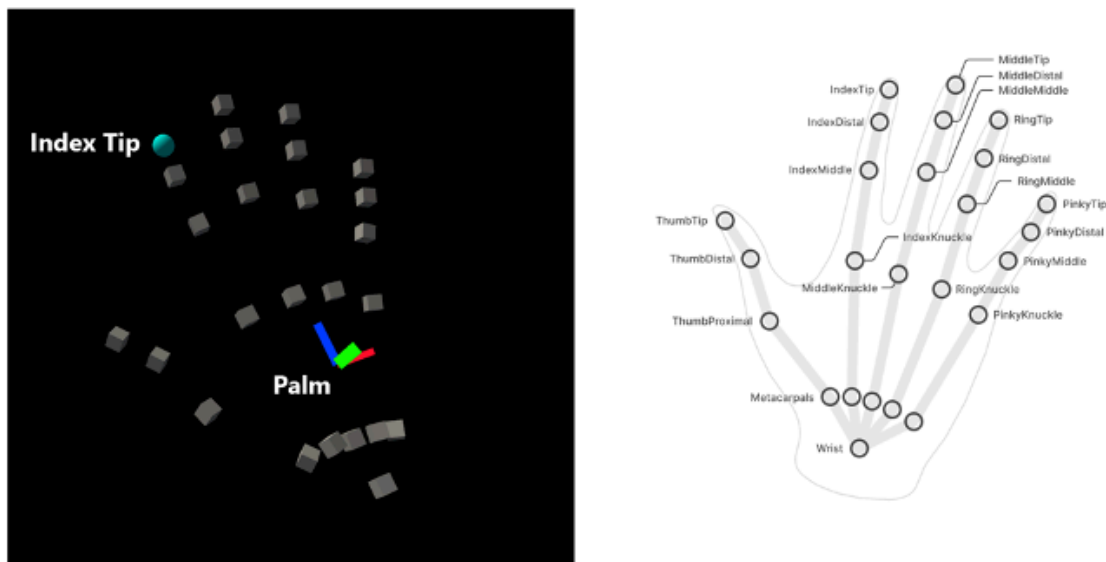 Index Tip
Palm
MiddleTip
MiddleDistal
MiddleMiddle
IndexTip
RingTip
IndexDistal
RingDistal
IndexMiddle
RingMiddle
PinkyTip
ThumbTip
PinkyDistal
IndexKnuckle
ThumbDistal
PinkyMiddle
MiddleKnuckle
RingKnuckle
ThumbProximal
PinkyKnuckle
Metacarpals
Wrist